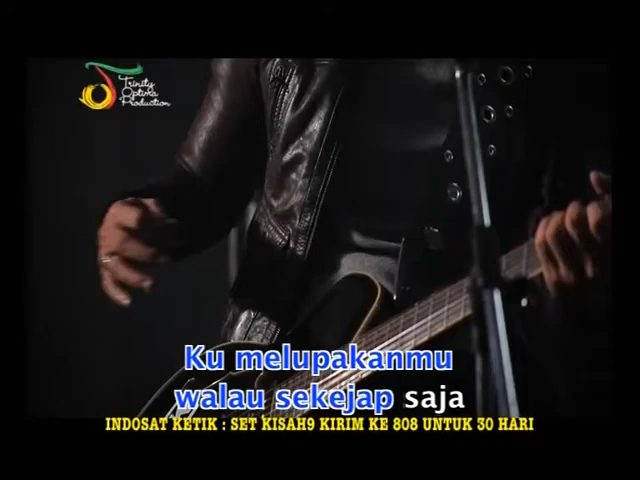 Trinity
Optima
Production
Ku melupakanmu
walau sekejap saja
INDOSAT KETIK : SET KISAH9 KIRIM KE 808 UNTUK 30 HARI